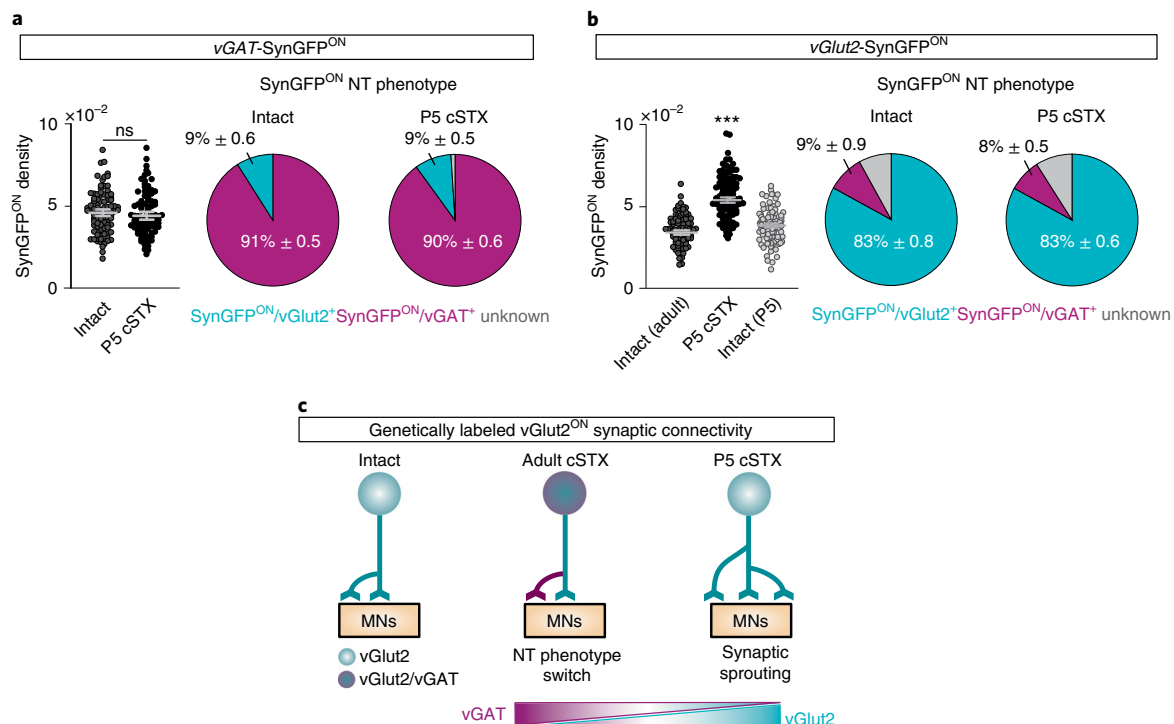 a
vGAT-SynGFP^ON
SynGFP^ON NT phenotype
×10⁻²
Intact
P5 cSTX
10
ns
9% ± 0.6
9% ± 0.5
5
SynGFP^ON density
91% ± 0.5
90% ± 0.6
0
Intact
P5 cSTX
SynGFP^ON/vGlut2⁺ SynGFP^ON/vGAT⁺ unknown
b
vGlut2-SynGFP^ON
SynGFP^ON NT phenotype
×10⁻²
Intact
P5 cSTX
10
***
9% ± 0.9
8% ± 0.5
5
SynGFP^ON density
83% ± 0.8
83% ± 0.6
0
Intact (adult)
P5 cSTX
Intact (P5)
SynGFP^ON/vGlut2⁺ SynGFP^ON/vGAT⁺ unknown
c
Genetically labeled vGlut2^ON synaptic connectivity
Intact
Adult cSTX
P5 cSTX
MNs
MNs
MNs
vGlut2
vGlut2/vGAT
NT phenotype
switch
Synaptic
sprouting
vGAT
vGlut2